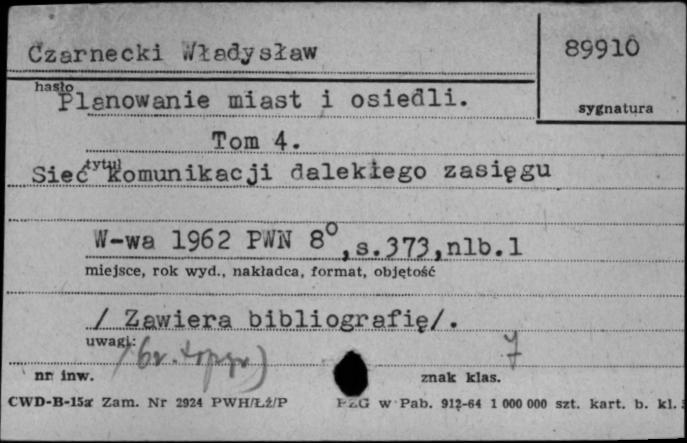 Czarnecki Władysław
89910
hasło
Planowanie miast i osiedli.
sygnatura
Tom 4.
tytuł
Sieć komunikacji dalekiego zasięgu
W-wa 1962 PWN 8°, s.373, nlb.1
miejsce, rok wyd., nakładca, format, objętość
/ Zawiera bibliografię/.
uwagi:
7
nr inw.
znak klas.
CWD-B-15a Zam. Nr 2924 PWH/Łż/P
PZG w Pab. 912-64 1 000 000 szt. kart. b. kl.